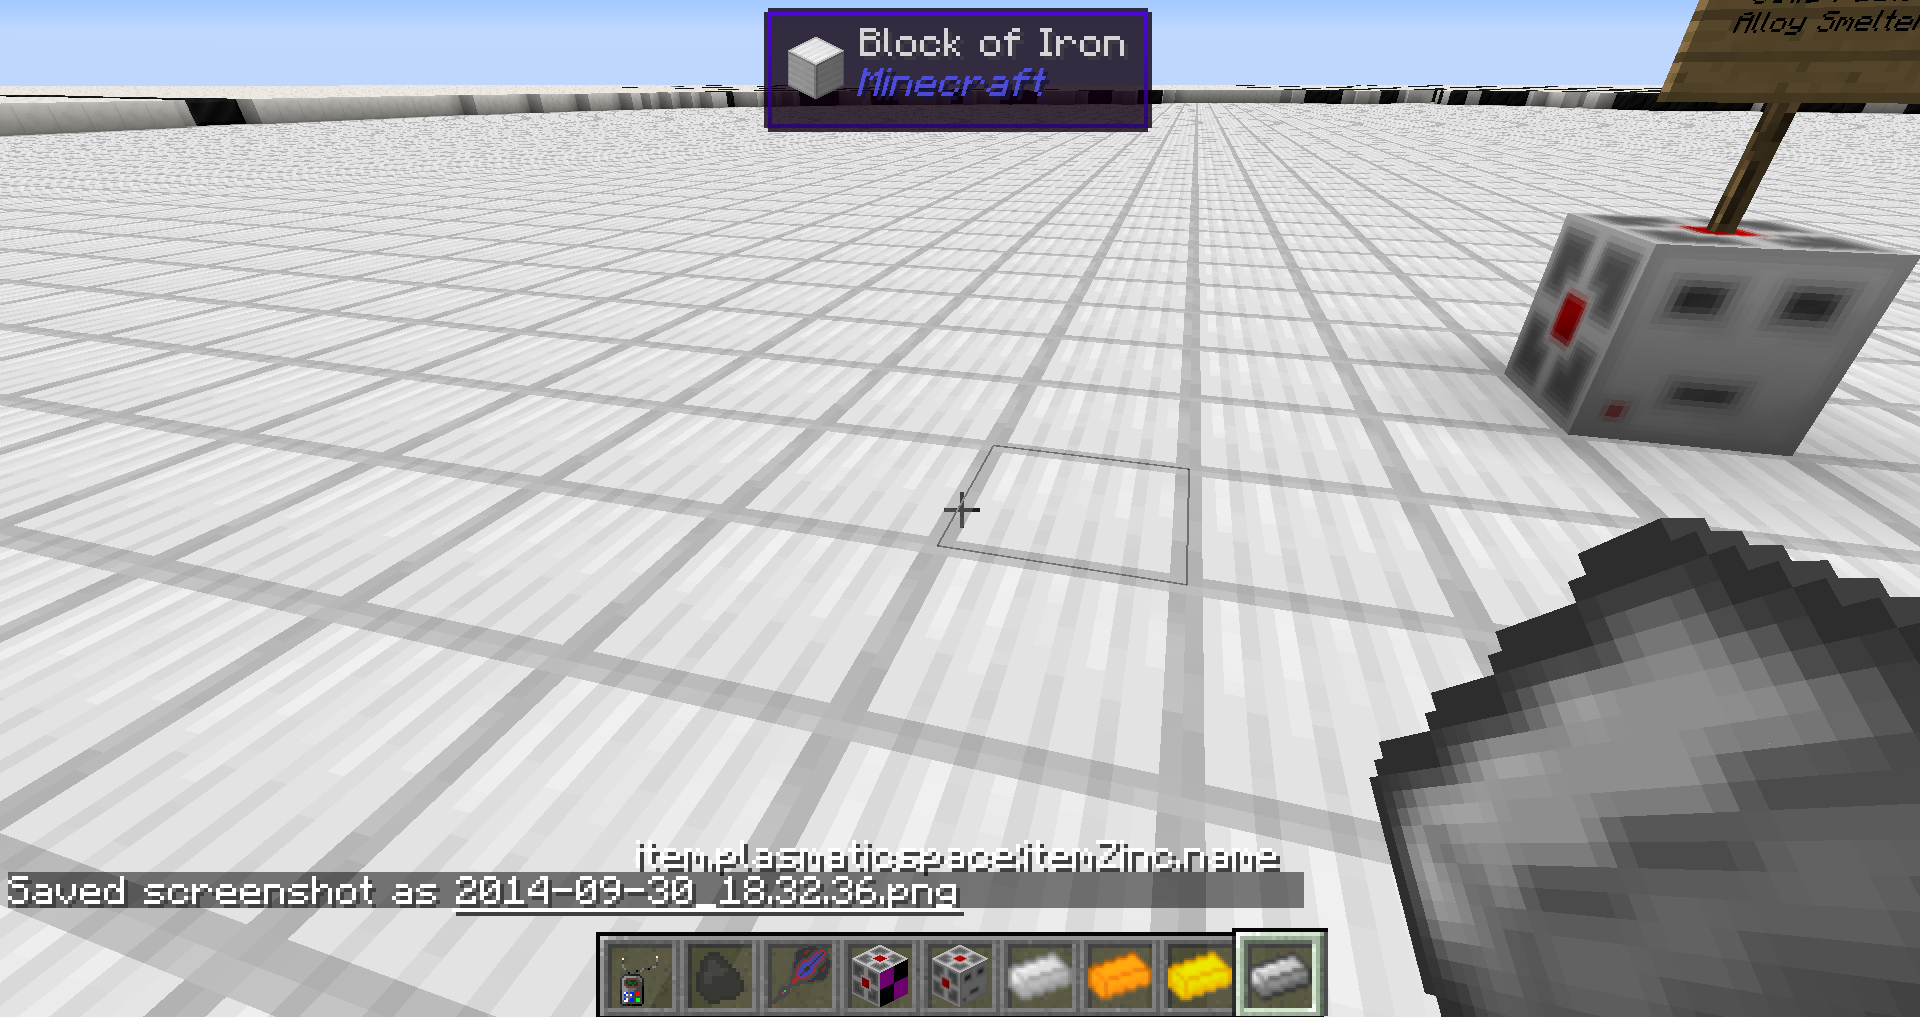 Block of Iron
Minecraft
Alloy Smelter
item.plasmaticspace:itemZinc.name
Saved screenshot as 2014-09-30_18.32.36.png